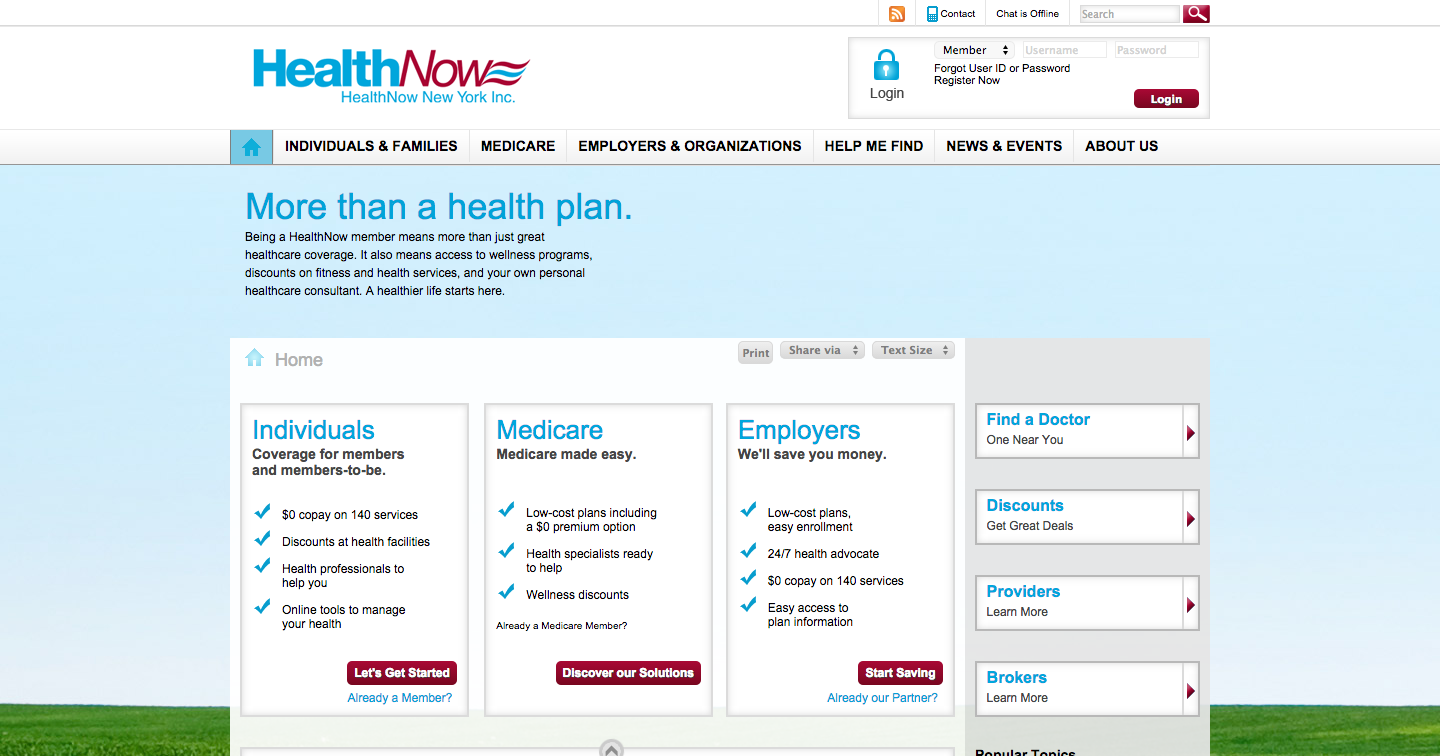 Contact
Chat is Offline
Search
HealthNow
HealthNow New York Inc.
Login
Member
Username
Password
Forgot User ID or Password
Register Now
Login
INDIVIDUALS & FAMILIES
MEDICARE
EMPLOYERS & ORGANIZATIONS
HELP ME FIND
NEWS & EVENTS
ABOUT US
More than a health plan.
Being a HealthNow member means more than just great
healthcare coverage. It also means access to wellness programs,
discounts on fitness and health services, and your own personal
healthcare consultant. A healthier life starts here.
Home
Print
Share via
Text Size
Individuals
Coverage for members
and members-to-be.
$0 copay on 140 services
Discounts at health facilities
Health professionals to
help you
Online tools to manage
your health
Let's Get Started
Already a Member?
Medicare
Medicare made easy.
Low-cost plans including
a $0 premium option
Health specialists ready
to help
Wellness discounts
Already a Medicare Member?
Discover our Solutions
Employers
We'll save you money.
Low-cost plans,
easy enrollment
24/7 health advocate
$0 copay on 140 services
Easy access to
plan information
Start Saving
Already our Partner?
Find a Doctor
One Near You
Discounts
Get Great Deals
Providers
Learn More
Brokers
Learn More
Popular Topics